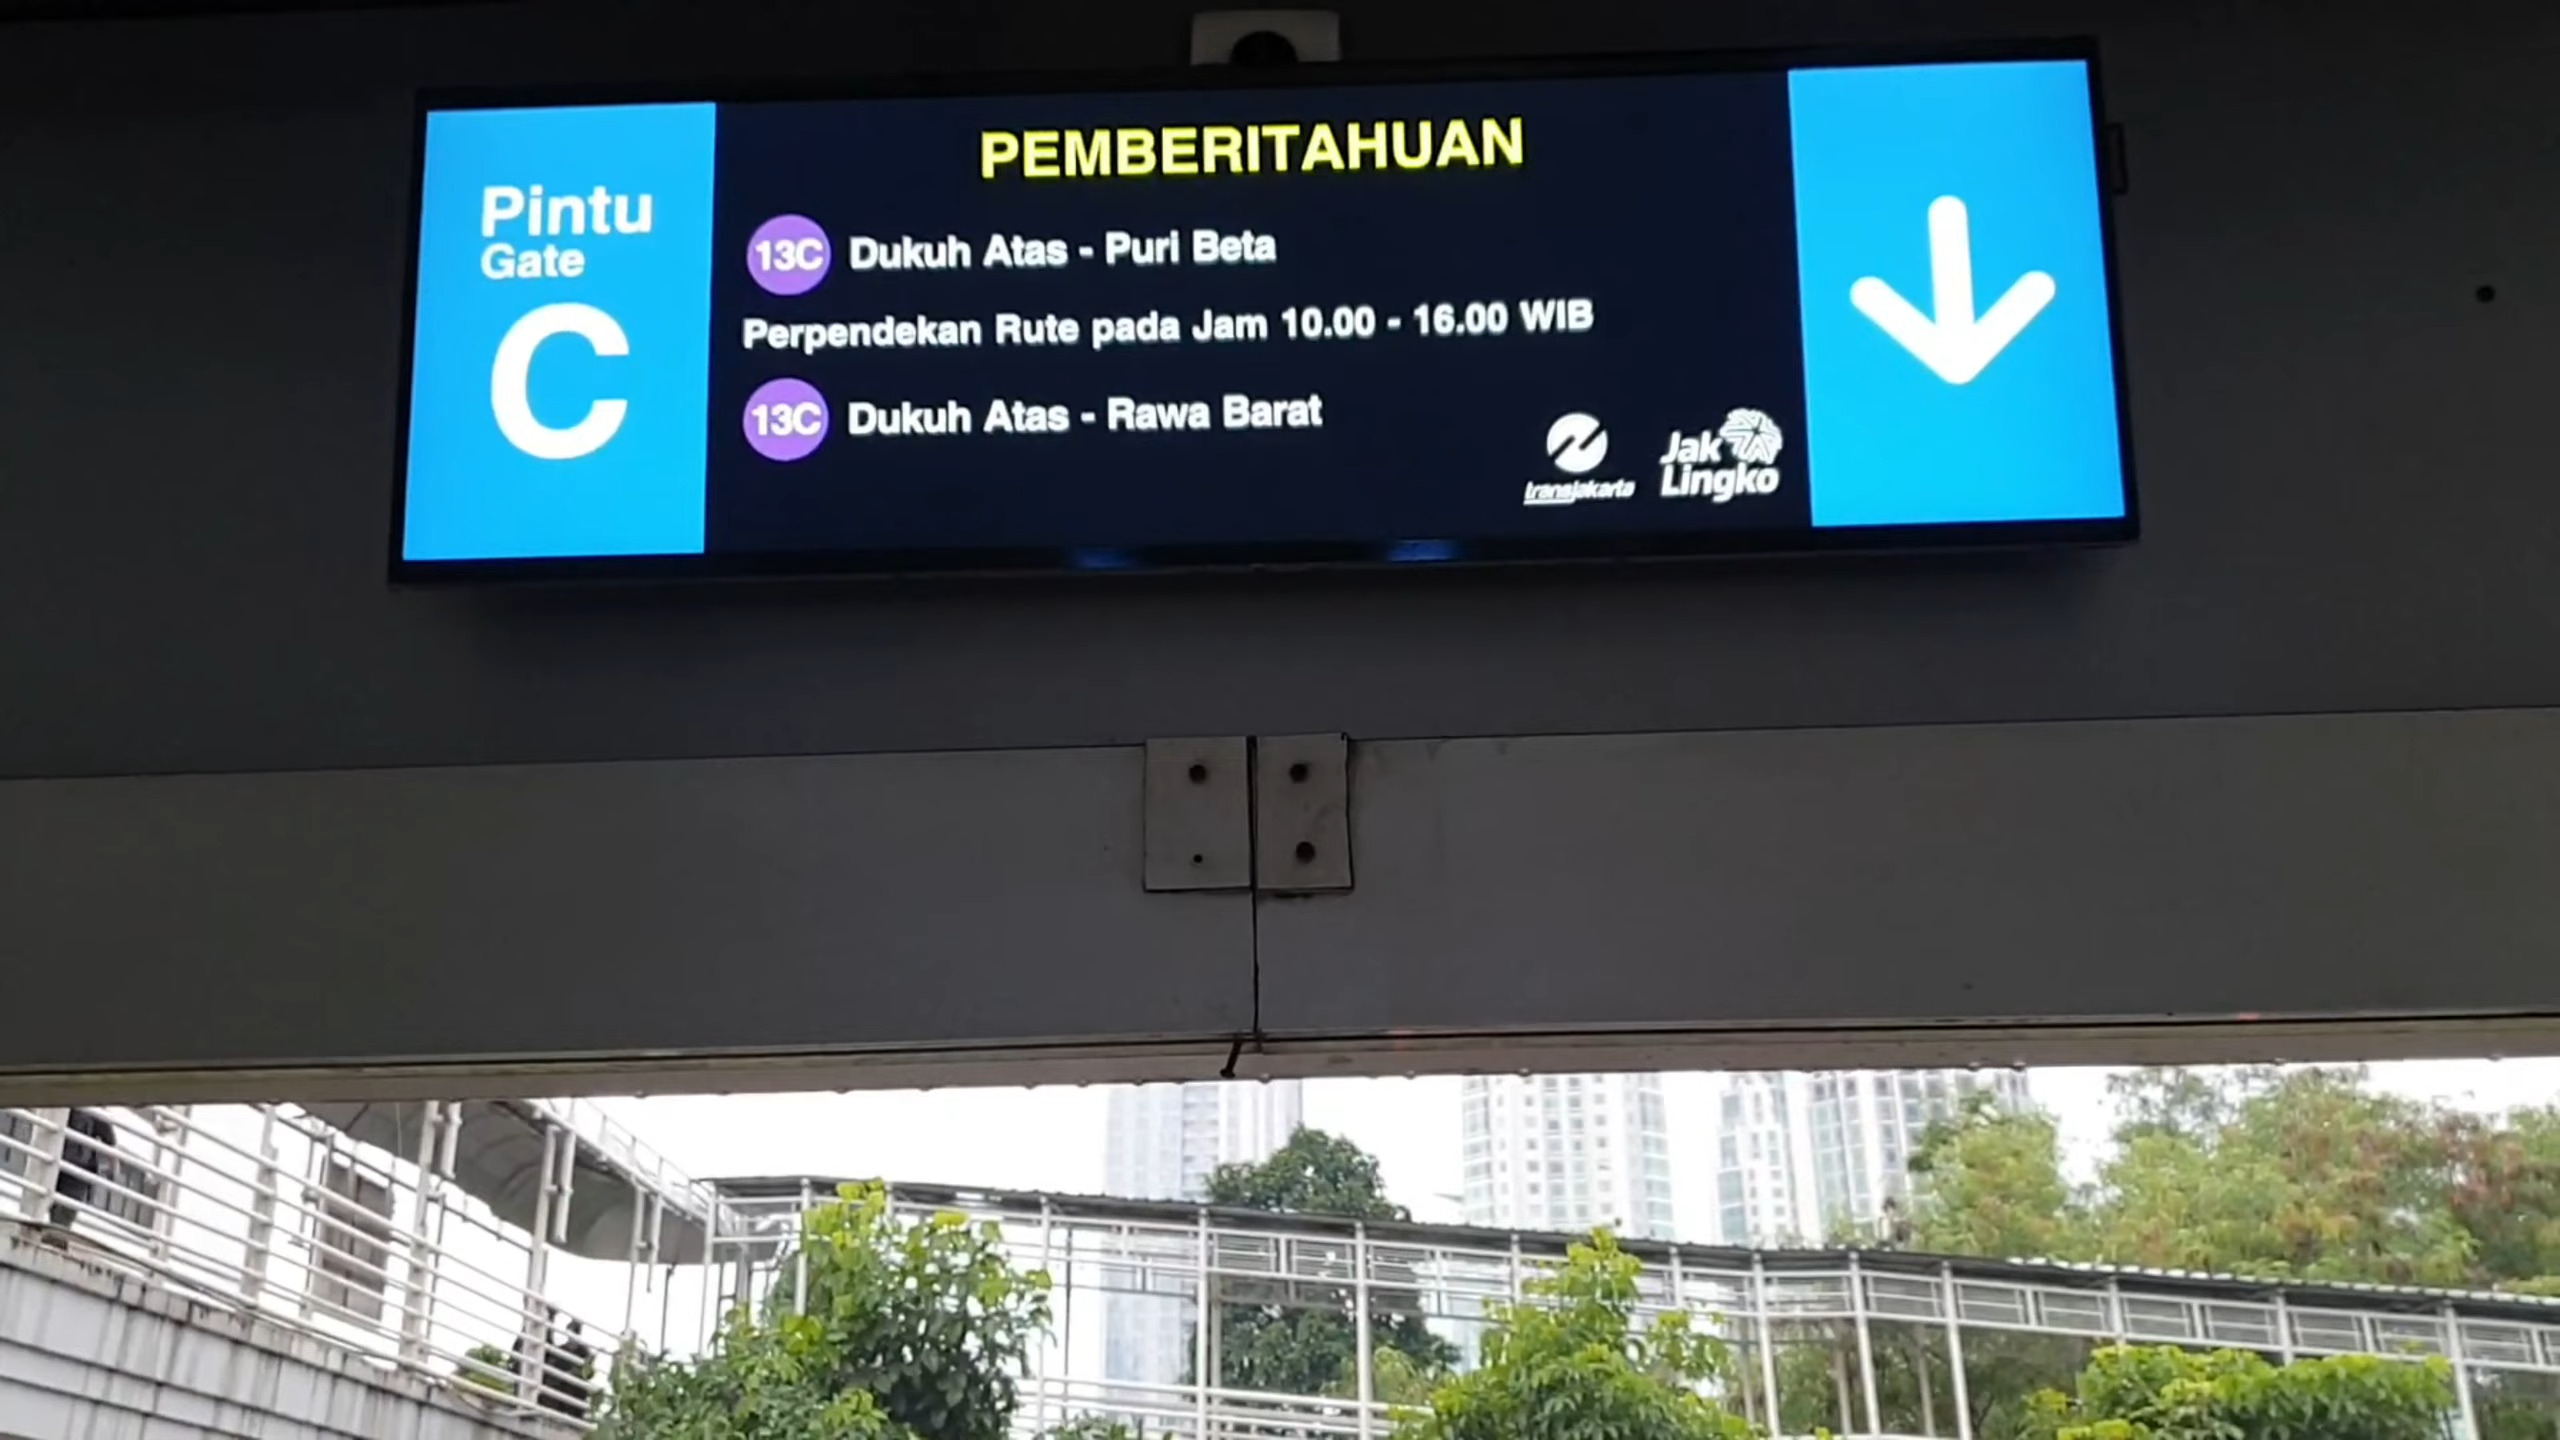 Pintu
Gate
C
PEMBERITAHUAN
13C Dukuh Atas - Puri Beta
Perpendekan Rute pada Jam 10.00 - 16.00 WIB
13C Dukuh Atas - Rawa Barat
transjakarta
Jak
Lingko